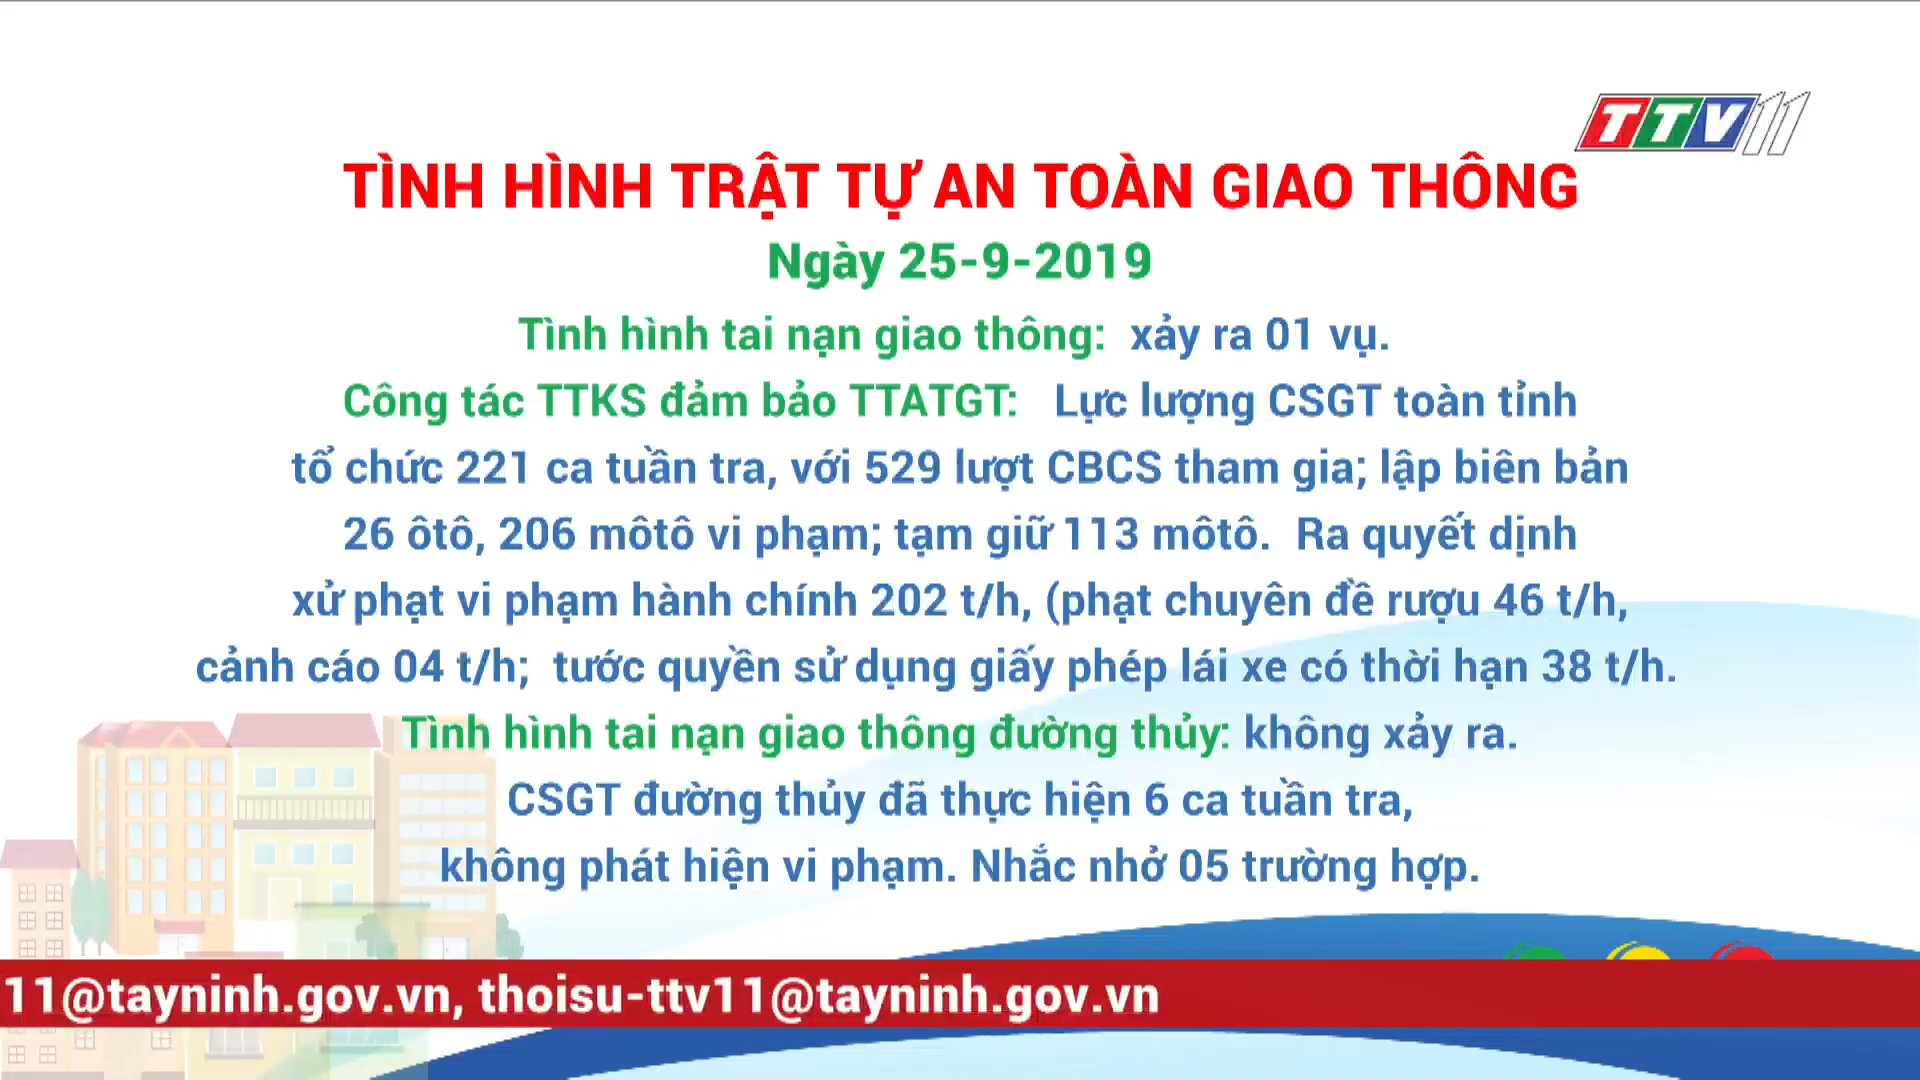 TTV11
TÌNH HÌNH TRẬT TỰ AN TOÀN GIAO THÔNG
Ngày 25-9-2019
Tình hình tai nạn giao thông: xảy ra 01 vụ.
Công tác TTKS đảm bảo TTATGT: Lực lượng CSGT toàn tỉnh
tổ chức 221 ca tuần tra, với 529 lượt CBCS tham gia; lập biên bản
26 ôtô, 206 môtô vi phạm; tạm giữ 113 môtô. Ra quyết dịnh
xử phạt vi phạm hành chính 202 t/h, (phạt chuyên đề rượu 46 t/h,
cảnh cáo 04 t/h; tước quyền sử dụng giấy phép lái xe có thời hạn 38 t/h.
Tình hình tai nạn giao thông đường thủy: không xảy ra.
CSGT đường thủy đã thực hiện 6 ca tuần tra,
không phát hiện vi phạm. Nhắc nhở 05 trường hợp.
11@tayninh.gov.vn, thoisu-ttv11@tayninh.gov.vn